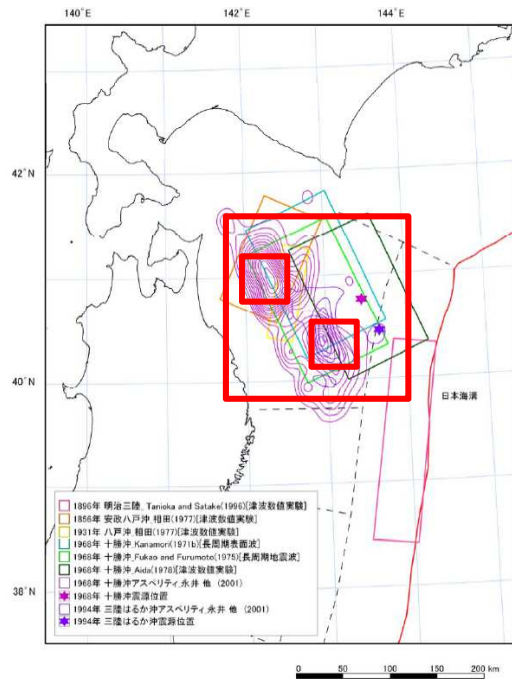 140°E 142°E 144°E
42°N
40°N
日本海溝
38°N
1896年 明治三陸, Tanioka and Satake(1996)[津波数値実験]
1856年 安政八戸沖, 相田(1977)[津波数値実験]
1931年 八戸沖, 相田(1977)[津波数値実験]
1968年 十勝沖, Kanamori(1971b)[長周期表面波]
1968年 十勝沖, Fukao and Furumoto(1975)[長周期地震波]
1968年 十勝沖, Aida(1978)[津波数値実験]
1968年 十勝沖アスペリティ, 永井 他 (2001)
1968年 十勝沖震源位置
1994年 三陸はるか沖アスペリティ, 永井 他 (2001)
1994年 三陸はるか沖震源位置
0 50 100 150 200 km